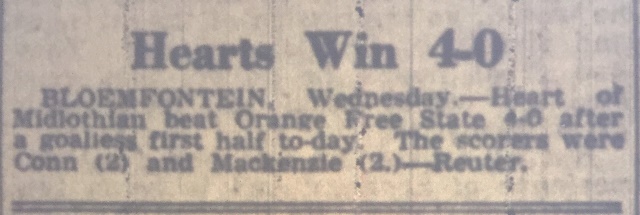 Hearts Win 4-0
BLOEMFONTEIN, Wednesday.—Heart of
Midlothian beat Orange Free State 4-0 after
a goalless first half to-day. The scorers were
Conn (2) and Mackenzie (2.)—Reuter.